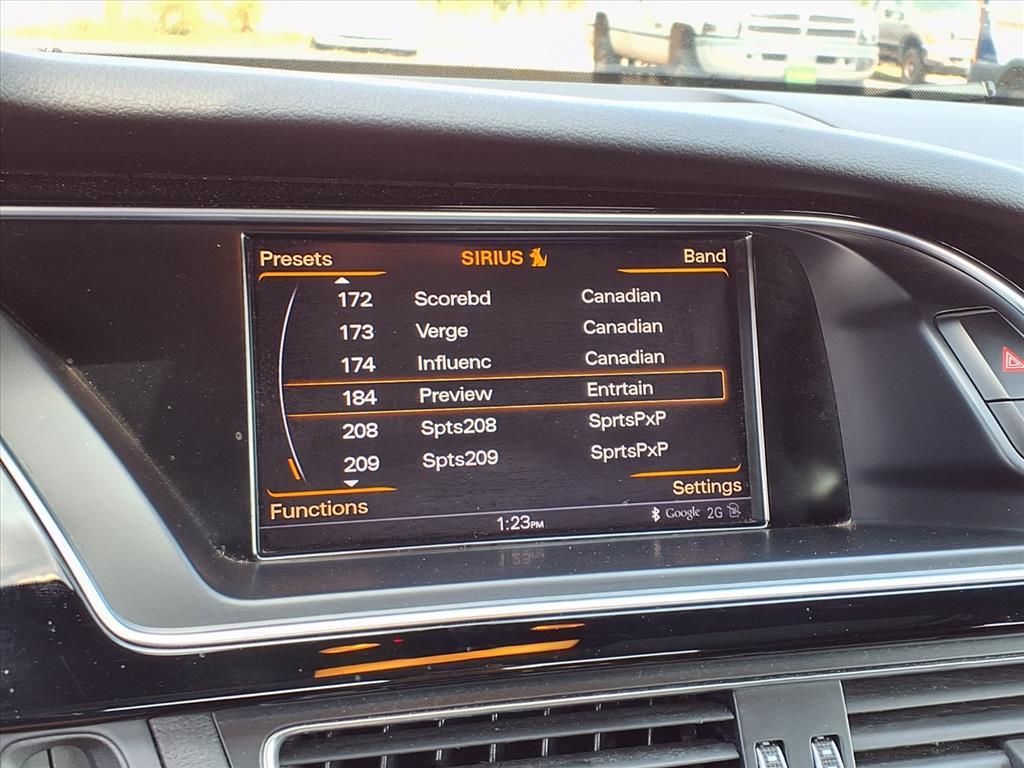 Presets SIRIUS Band
172 Scorebd Canadian
173 Verge Canadian
174 Influenc Canadian
184 Preview Entrtain
208 Spts208 SprtsPxP
209 Spts209 SprtsPxP
Functions Settings
1:23PM Google 2G